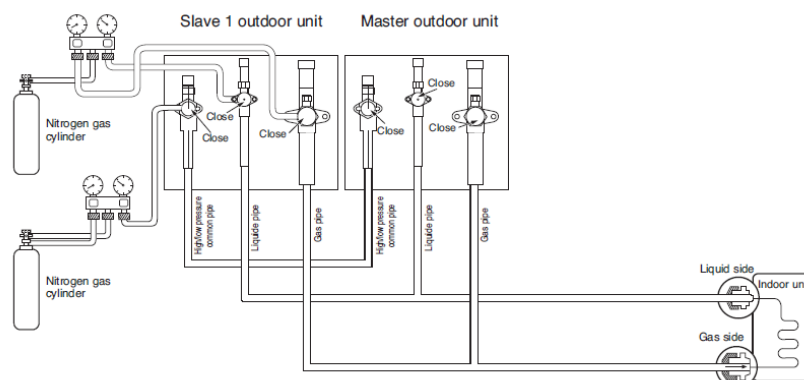 Slave 1 outdoor unit
Master outdoor unit
Close
Close
Close
Close
Close
Close
Nitrogen gas
cylinder
High/low pressure
common pipe
Liquide pipe
Gas pipe
High/low pressure
common pipe
Liquide pipe
Gas pipe
Nitrogen gas
cylinder
Liquid side
Indoor un
Gas side